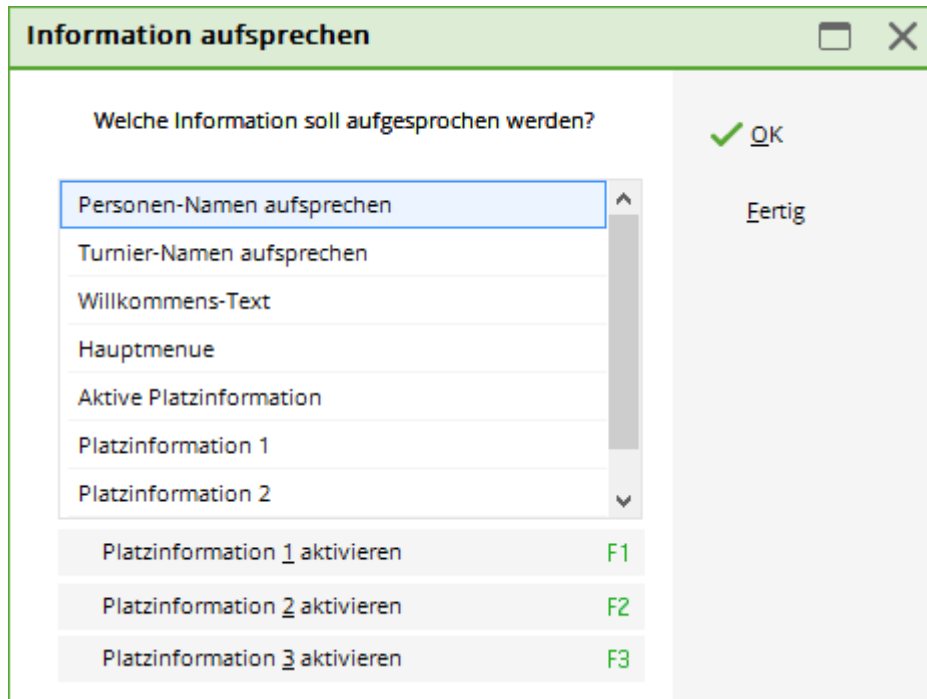 Information aufsprechen
Welche Information soll aufgesprochen werden?
OK
Fertig
Personen-Namen aufsprechen
Turnier-Namen aufsprechen
Willkommens-Text
Hauptmenue
Aktive Platzinformation
Platzinformation 1
Platzinformation 2
Platzinformation 1 aktivieren F1
Platzinformation 2 aktivieren F2
Platzinformation 3 aktivieren F3